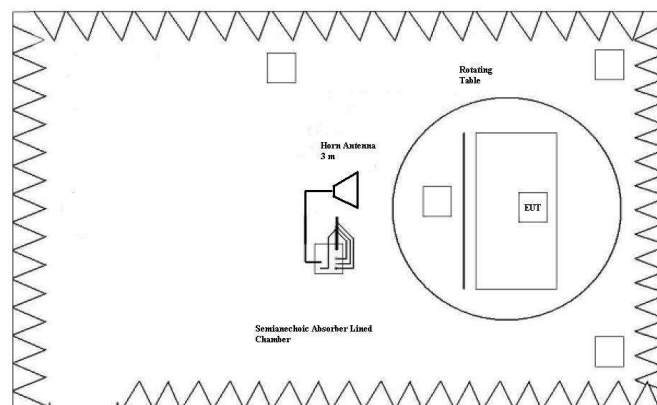 Rotating
Table
Horn Antenna
3 m
EUT
Semianechoic Absorber Lined
Chamber